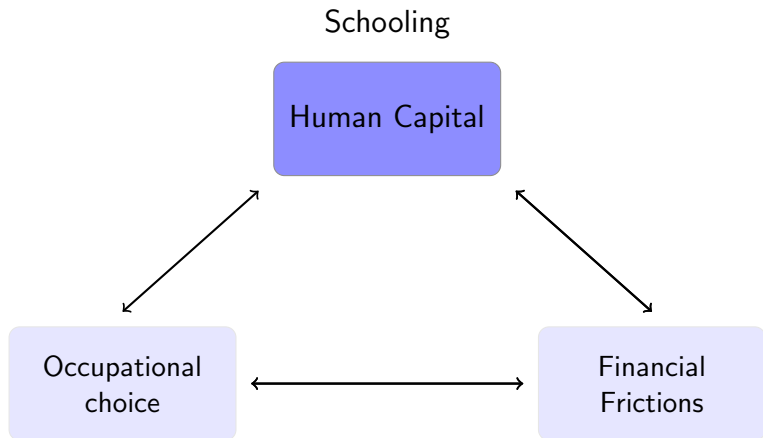 Schooling
Human Capital
Occupational
choice
Financial
Frictions